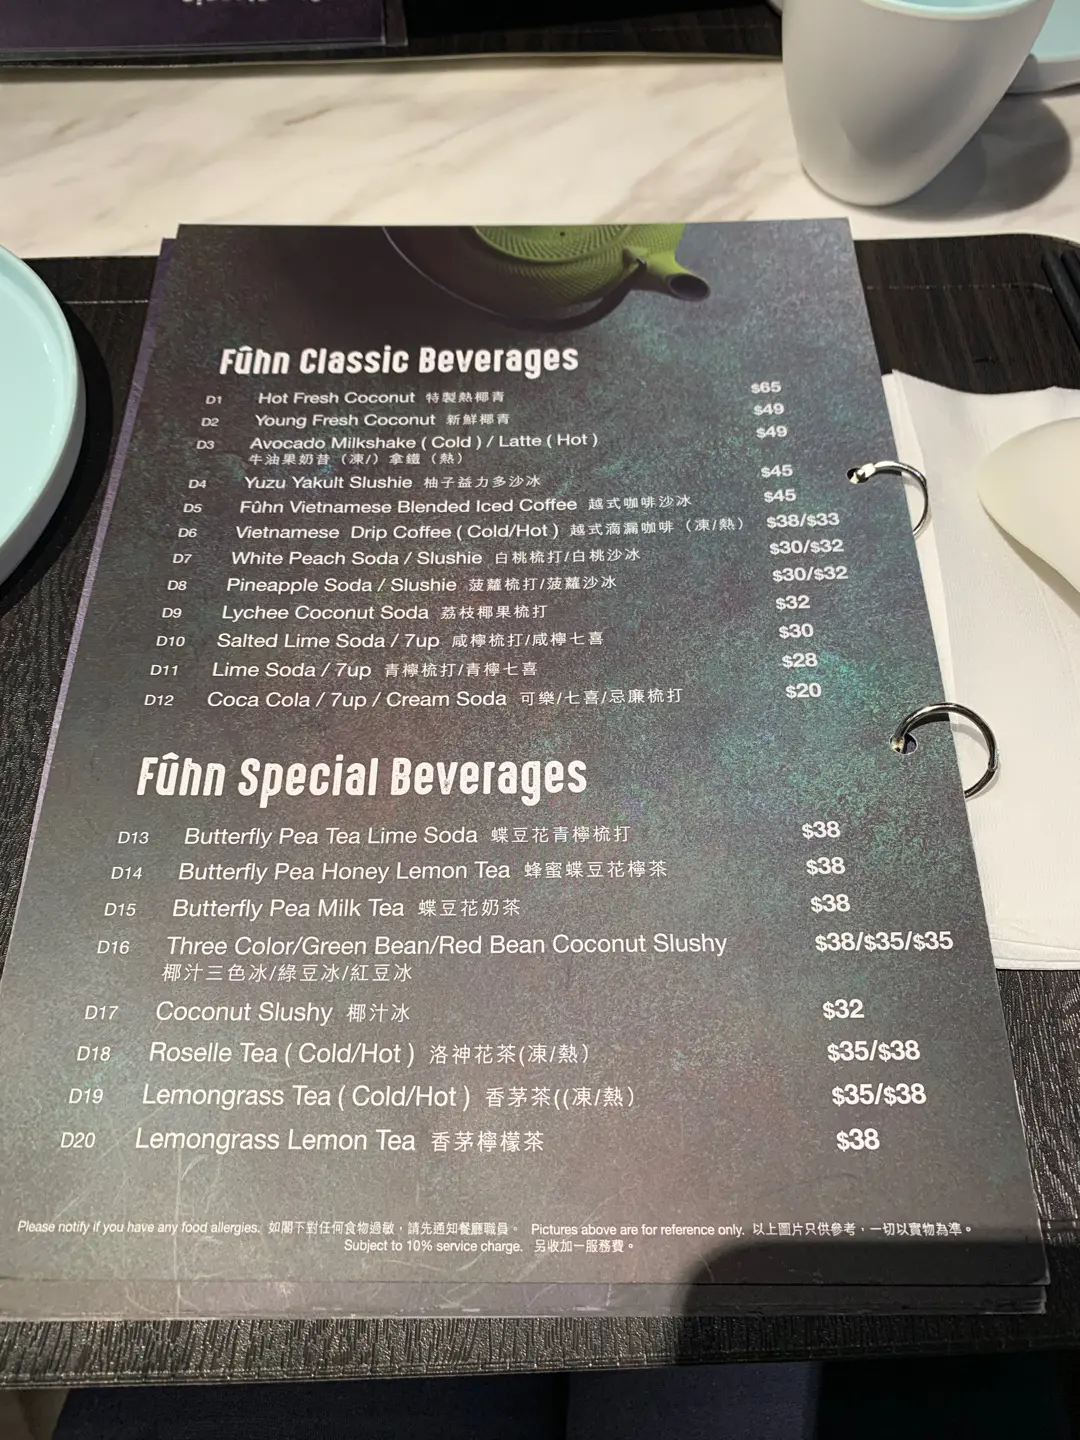 Fûhn Classic Beverages
D1 Hot Fresh Coconut 特製熱椰青 $65
D2 Young Fresh Coconut 新鮮椰青 $49
D3 Avocado Milkshake ( Cold ) / Latte ( Hot ) $49
牛油果奶昔（凍/）拿鐵（熱）
D4 Yuzu Yakult Slushie 柚子益力多沙冰 $45
D5 Fûhn Vietnamese Blended Iced Coffee 越式咖啡沙冰 $45
D6 Vietnamese Drip Coffee ( Cold/Hot ) 越式滴漏咖啡（凍/熱） $38/$33
D7 White Peach Soda / Slushie 白桃梳打/白桃沙冰 $30/$32
D8 Pineapple Soda / Slushie 菠蘿梳打/菠蘿沙冰 $30/$32
D9 Lychee Coconut Soda 荔枝椰果梳打 $32
D10 Salted Lime Soda / 7up 咸檸梳打/咸檸七喜 $30
D11 Lime Soda / 7up 青檸梳打/青檸七喜 $28
D12 Coca Cola / 7up / Cream Soda 可樂/七喜/忌廉梳打 $20
Fûhn Special Beverages
D13 Butterfly Pea Tea Lime Soda 蝶豆花青檸梳打 $38
D14 Butterfly Pea Honey Lemon Tea 蜂蜜蝶豆花檸茶 $38
D15 Butterfly Pea Milk Tea 蝶豆花奶茶 $38
D16 Three Color/Green Bean/Red Bean Coconut Slushy $38/$35/$35
椰汁三色冰/綠豆冰/紅豆冰
D17 Coconut Slushy 椰汁冰 $32
D18 Roselle Tea ( Cold/Hot ) 洛神花茶(凍/熱） $35/$38
D19 Lemongrass Tea ( Cold/Hot ) 香茅茶((凍/熱） $35/$38
D20 Lemongrass Lemon Tea 香茅檸檬茶 $38
Please notify if you have any food allergies. 如閣下對任何食物過敏，請先通知餐廳職員。 Pictures above are for reference only. 以上圖片只供參考，一切以實物為準。
Subject to 10% service charge. 另收加一服務費。